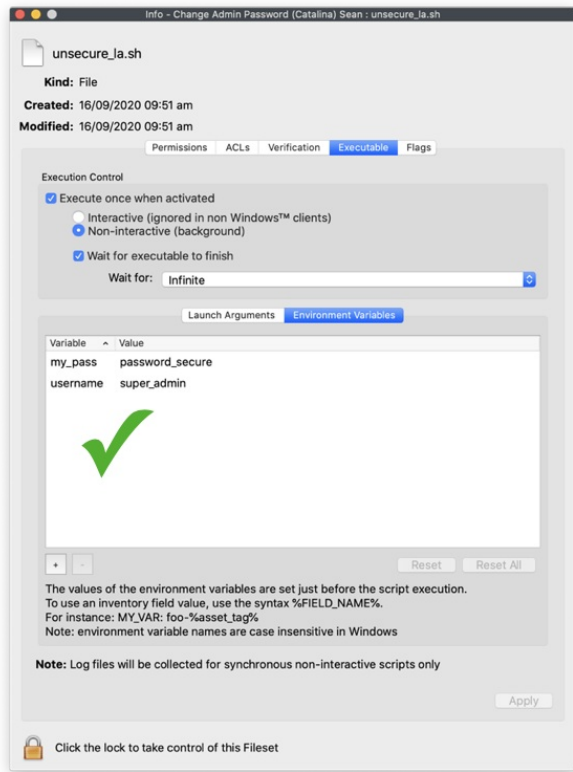 Info - Change Admin Password (Catalina) Sean : unsecure_la.sh
unsecure_la.sh
Kind: File
Created: 16/09/2020 09:51 am
Modified: 16/09/2020 09:51 am
Permissions ACLs Verification Executable Flags
Execution Control
Execute once when activated
Interactive (ignored in non Windows™ clients)
Non-interactive (background)
Wait for executable to finish
Wait for: Infinite
Launch Arguments Environment Variables
Variable Value
my_pass password_secure
username super_admin
+ - Reset Reset All
The values of the environment variables are set just before the script execution.
To use an inventory field value, use the syntax %FIELD_NAME%.
For instance: MY_VAR: foo-%asset_tag%
Note: environment variable names are case insensitive in Windows
Note: Log files will be collected for synchronous non-interactive scripts only
Apply
Click the lock to take control of this Fileset